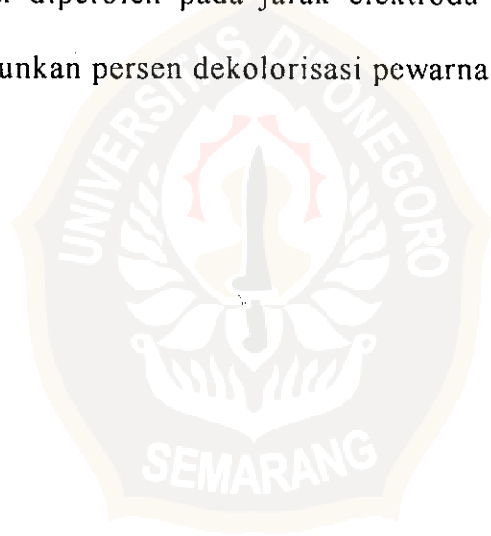 diperoleh pada jarak elektroda
unkan persen dekolorisasi pewarna
UNIVERSITAS DIPONEGORO
SEMARANG